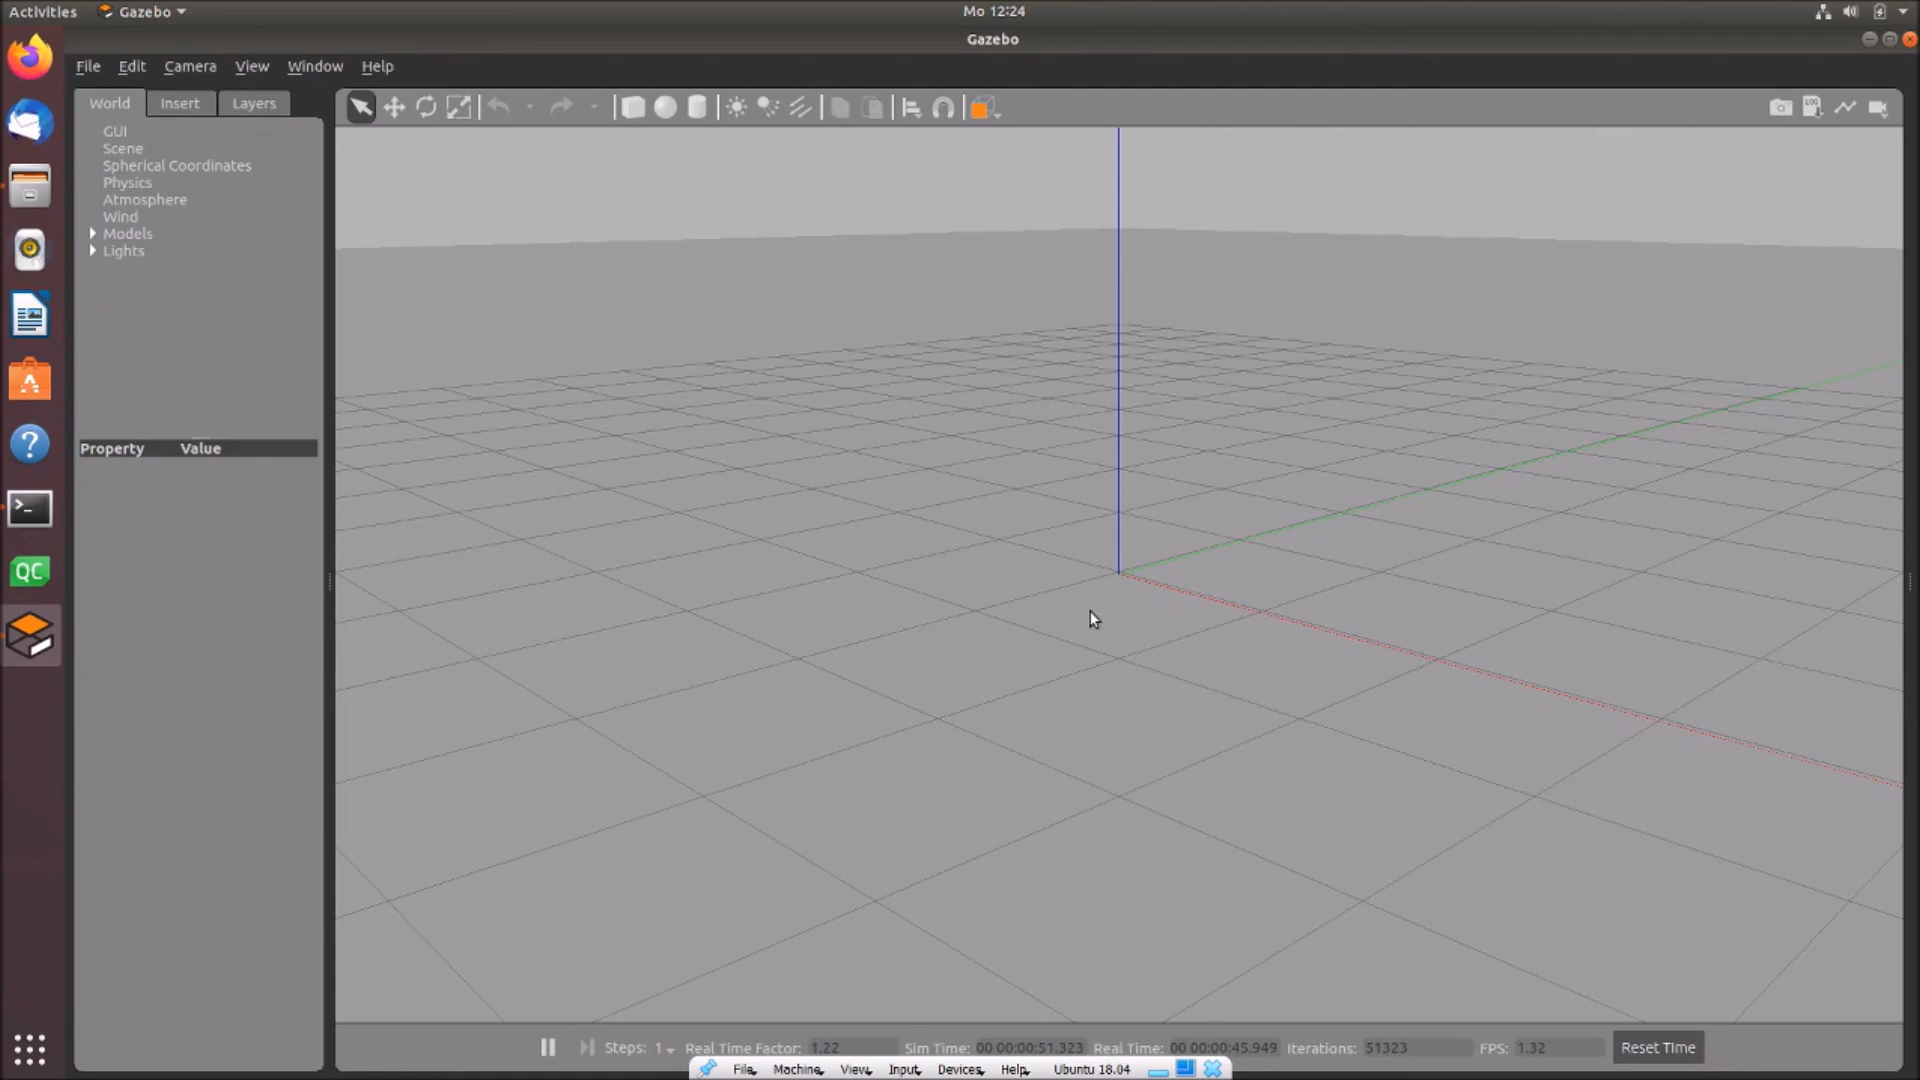 Activities Gazebo Mo 12:24
Gazebo
File Edit Camera View Window Help
World Insert Layers
LOG
GUI
Scene
Spherical Coordinates
Physics
Atmosphere
Wind
Models
Lights
Property Value
QC
Steps: 1 Real Time Factor: 1.22 Sim Time: 00 00:00:51.323 Real Time: 00 00:00:45.949 Iterations: 51323 FPS: 1.32 Reset Time
File Machine View Input Devices Help Ubuntu 18.04